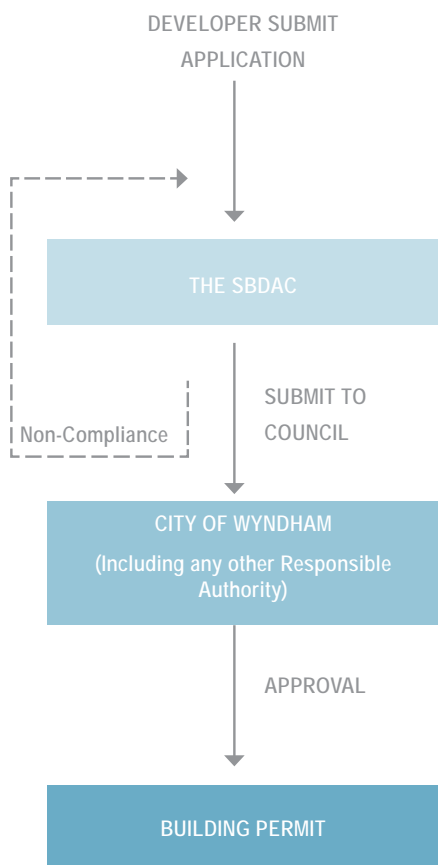 DEVELOPER SUBMIT
APPLICATION
THE SBDAC
SUBMIT TO
COUNCIL
Non-Compliance
CITY OF WYNDHAM
(Including any other Responsible
Authority)
APPROVAL
BUILDING PERMIT